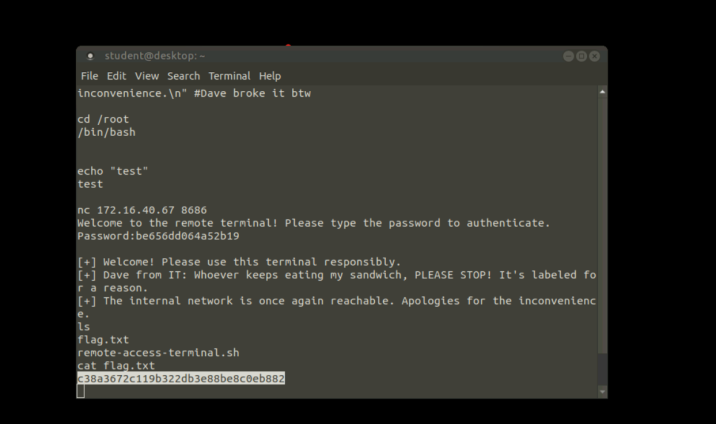 student@desktop: ~
File Edit View Search Terminal Help
inconvenience.\n" #Dave broke it btw
cd /root
/bin/bash
echo "test"
test
nc 172.16.40.67 8686
Welcome to the remote terminal! Please type the password to authenticate.
Password:be656dd064a52b19
[+] Welcome! Please use this terminal responsibly.
[+] Dave from IT: Whoever keeps eating my sandwich, PLEASE STOP! It's labeled fo
r a reason.
[+] The internal network is once again reachable. Apologies for the inconvenienc
e.
ls
flag.txt
remote-access-terminal.sh
cat flag.txt
c38a3672c119b322db3e88be8c0eb882